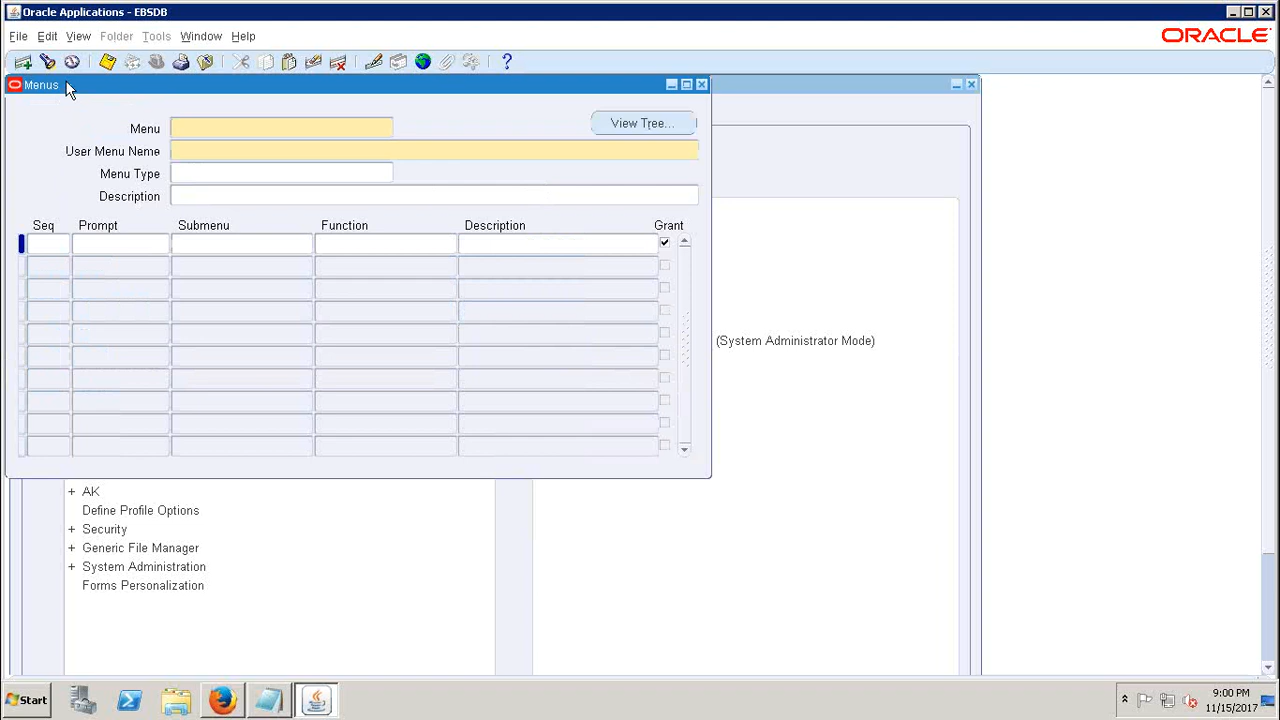 Oracle Applications - EBSDB
File Edit View Folder Tools Window Help
ORACLE
Menus
Menu
View Tree...
User Menu Name
Menu Type
Description
Seq Prompt Submenu Function Description Grant
(System Administrator Mode)
+ AK
Define Profile Options
+ Security
+ Generic File Manager
+ System Administration
Forms Personalization
Start
9:00 PM
11/15/2017